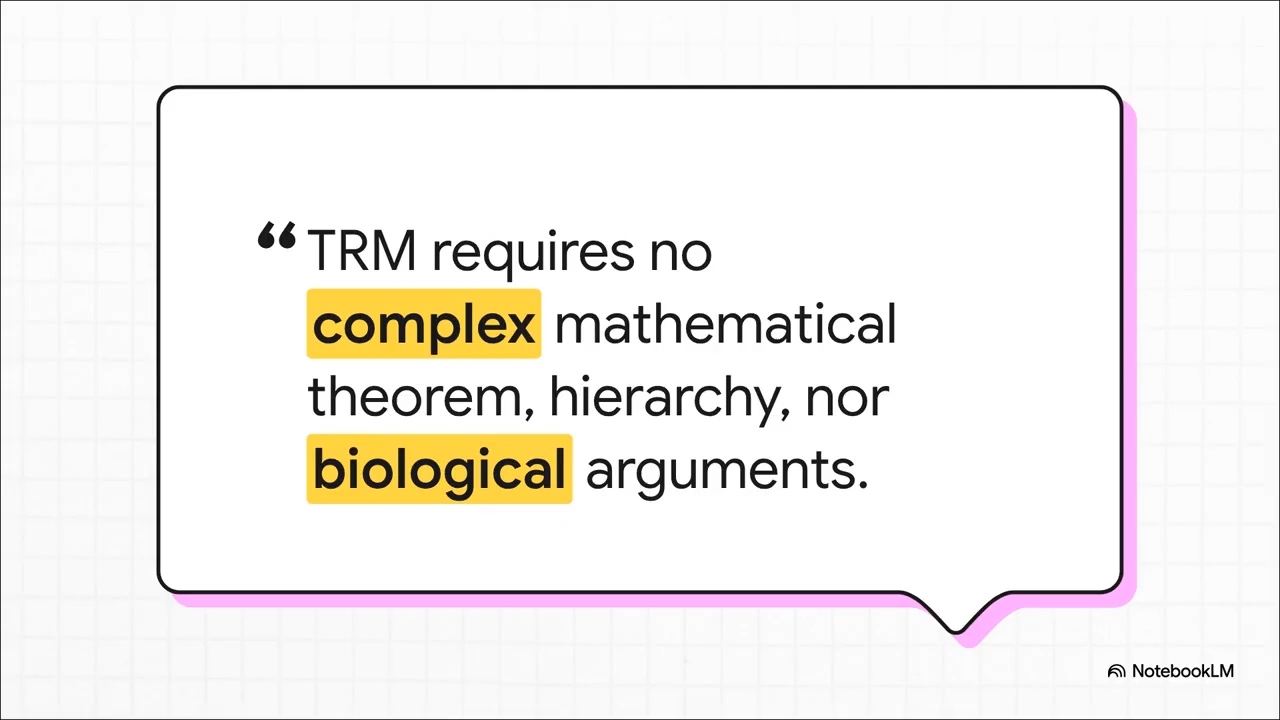 “TRM requires no
complex mathematical
theorem, hierarchy, nor
biological arguments.
NotebookLM